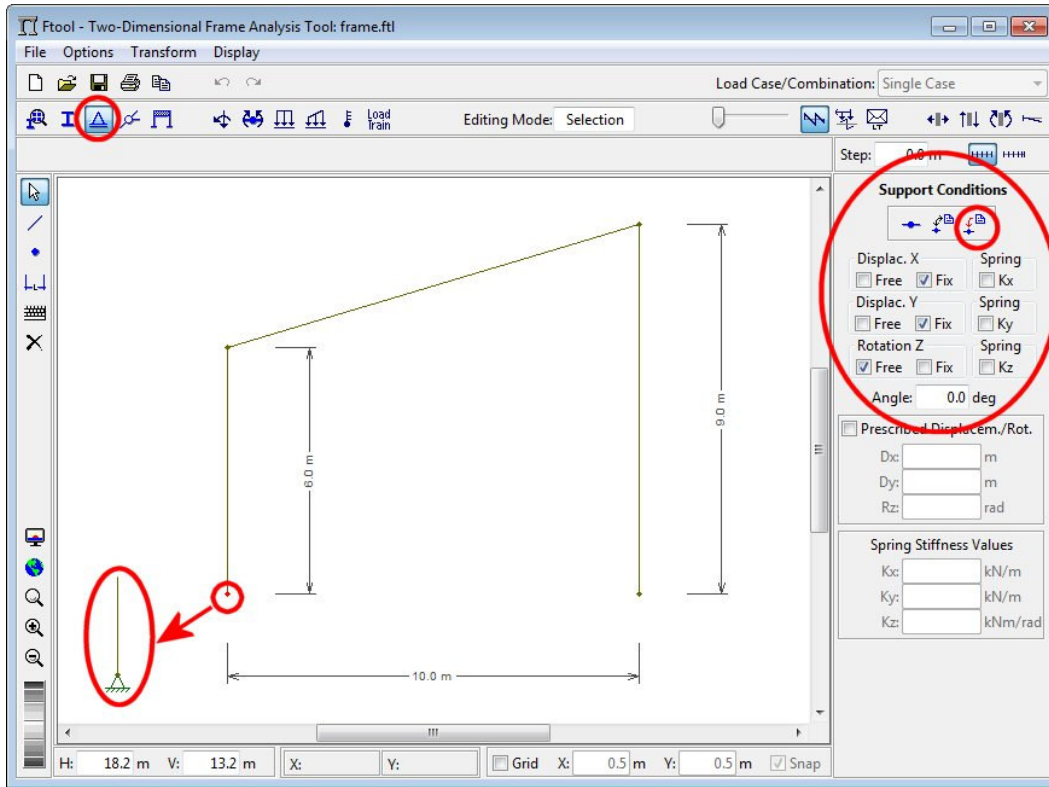 Ftool - Two-Dimensional Frame Analysis Tool: frame.ftl
File Options Transform Display
Load Case/Combination: Single Case
Load Train
Editing Mode: Selection
LT
Step: 0.0 m
Support Conditions
Displac. X Spring
Free Fix Kx
Displac. Y Spring
Free Fix Ky
Rotation Z Spring
Free Fix Kz
Angle: 0.0 deg
Prescribed Displacem./Rot.
Dx: m
Dy: m
Rz: rad
Spring Stiffness Values
Kx: kN/m
Ky: kN/m
Kz: kNm/rad
L
6.0 m
9.0 m
10.0 m
H: 18.2 m V: 13.2 m X: Y: Grid X: 0.5 m Y: 0.5 m Snap